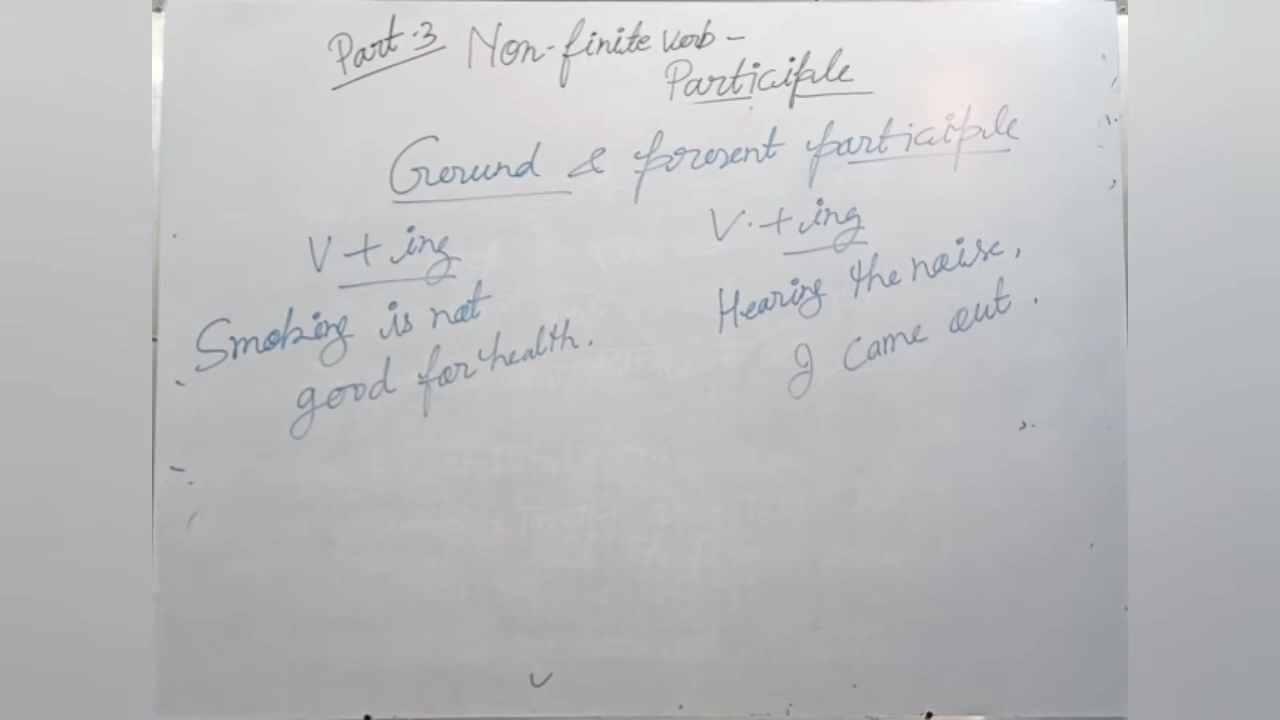 Part·3 Non-finite verb -
Participle
Gerund & present participle
V + ing
Smoking is not
good for health.
V. + ing
Hearing the noise,
I came out.